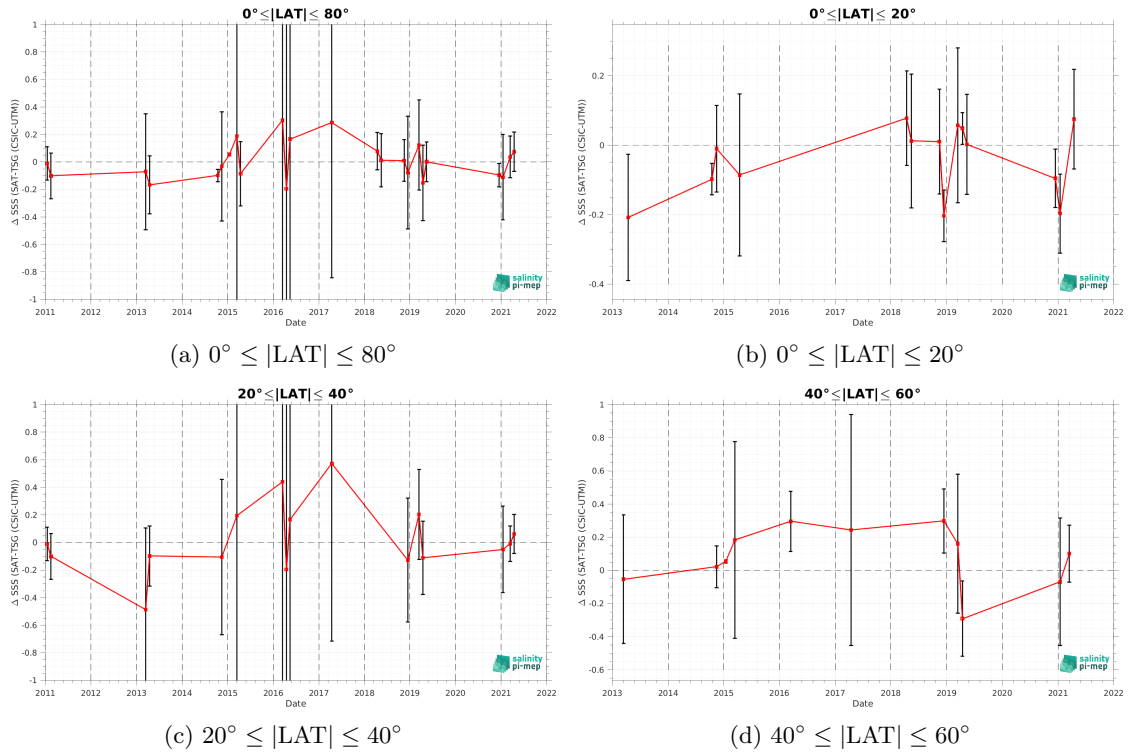 0°≤|LAT|≤ 80°
Δ SSS (SAT-TSG (CSIC-UTM))
1
0.8
0.6
0.4
0.2
0
-0.2
-0.4
-0.6
-0.8
-1
2011 2012 2013 2014 2015 2016 2017 2018 2019 2020 2021 2022
Date
salinity
pi-mep
(a) 0° ≤ |LAT| ≤ 80°
0°≤|LAT|≤ 20°
Δ SSS (SAT-TSG (CSIC-UTM))
0.2
0
-0.2
-0.4
2013 2014 2015 2016 2017 2018 2019 2020 2021 2022
Date
salinity
pi-mep
(b) 0° ≤ |LAT| ≤ 20°
20°≤|LAT|≤ 40°
Δ SSS (SAT-TSG (CSIC-UTM))
1
0.8
0.6
0.4
0.2
0
-0.2
-0.4
-0.6
-0.8
-1
2011 2012 2013 2014 2015 2016 2017 2018 2019 2020 2021 2022
Date
salinity
pi-mep
(c) 20° ≤ |LAT| ≤ 40°
40°≤|LAT|≤ 60°
Δ SSS (SAT-TSG (CSIC-UTM))
1
0.8
0.6
0.4
0.2
0
-0.2
-0.4
-0.6
2013 2014 2015 2016 2017 2018 2019 2020 2021 2022
Date
salinity
pi-mep
(d) 40° ≤ |LAT| ≤ 60°